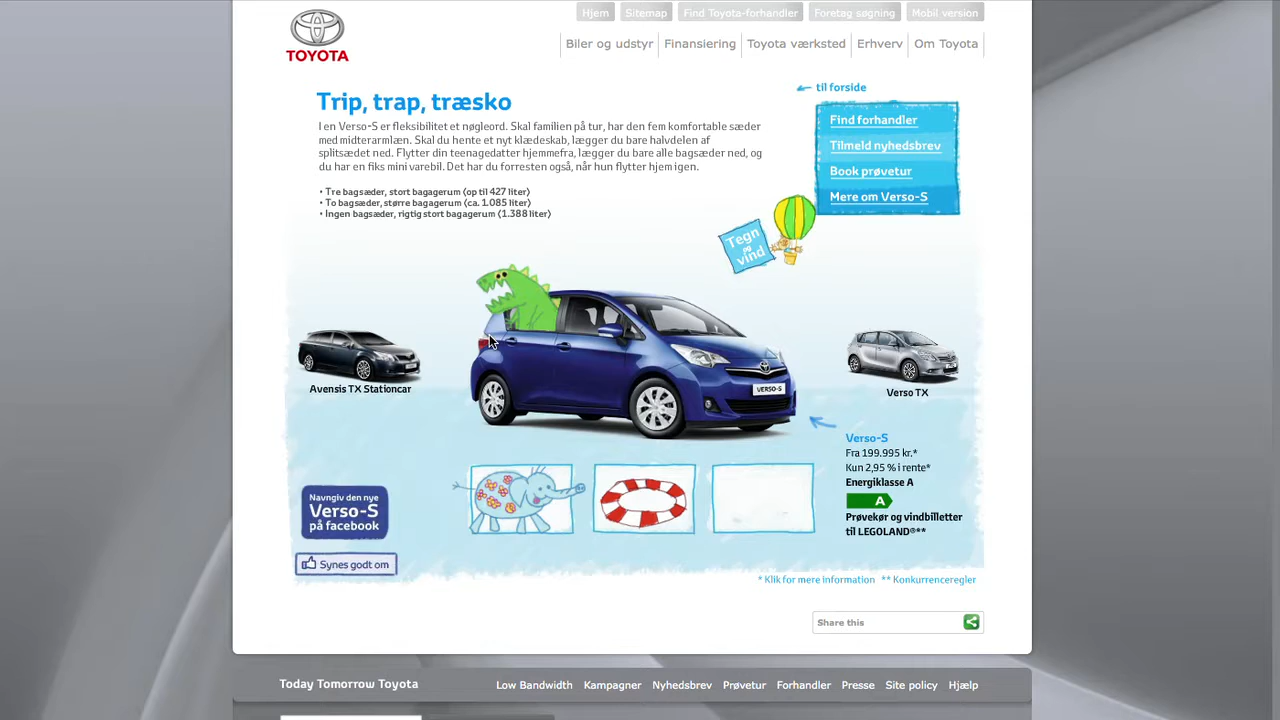 Hjem
Sitemap
Find Toyota-forhandler
Foretag søgning
Mobil version
TOYOTA
Biler og udstyr
Finansiering
Toyota værksted
Erhverv
Om Toyota
til forside
Trip, trap, træsko
I en Verso-S er fleksibilitet et nøgleord. Skal familien på tur, har den fem komfortable sæder
med midterarmlæn. Skal du hente et nyt klædeskab, lægger du bare halvdelen af
splitsædet ned. Flytter din teenagedatter hjemmefra, lægger du bare alle bagsæder ned, og
du har en fiks mini varebil. Det har du forresten også, når hun flytter hjem igen.
• Tre bagsæder, stort bagagerum (op til 427 liter)
• To bagsæder, større bagagerum (ca. 1.085 liter)
• Ingen bagsæder, rigtig stort bagagerum (1.388 liter)
Find forhandler
Tilmeld nyhedsbrev
Book prøvetur
Mere om Verso-S
Tegn
og
vind
Avensis TX Stationcar
VERSO-S
Verso TX
Verso-S
Fra 199.995 kr.*
Kun 2,95 % i rente*
Energiklasse A
A
Prøvekør og vind billetter
til LEGOLAND®**
Navngiv den nye
Verso-S
på facebook
Synes godt om
* Klik for mere information
** Konkurrenceregler
Share this
Today Tomorrow Toyota
Low Bandwidth
Kampagner
Nyhedsbrev
Prøvetur
Forhandler
Presse
Site policy
Hjælp